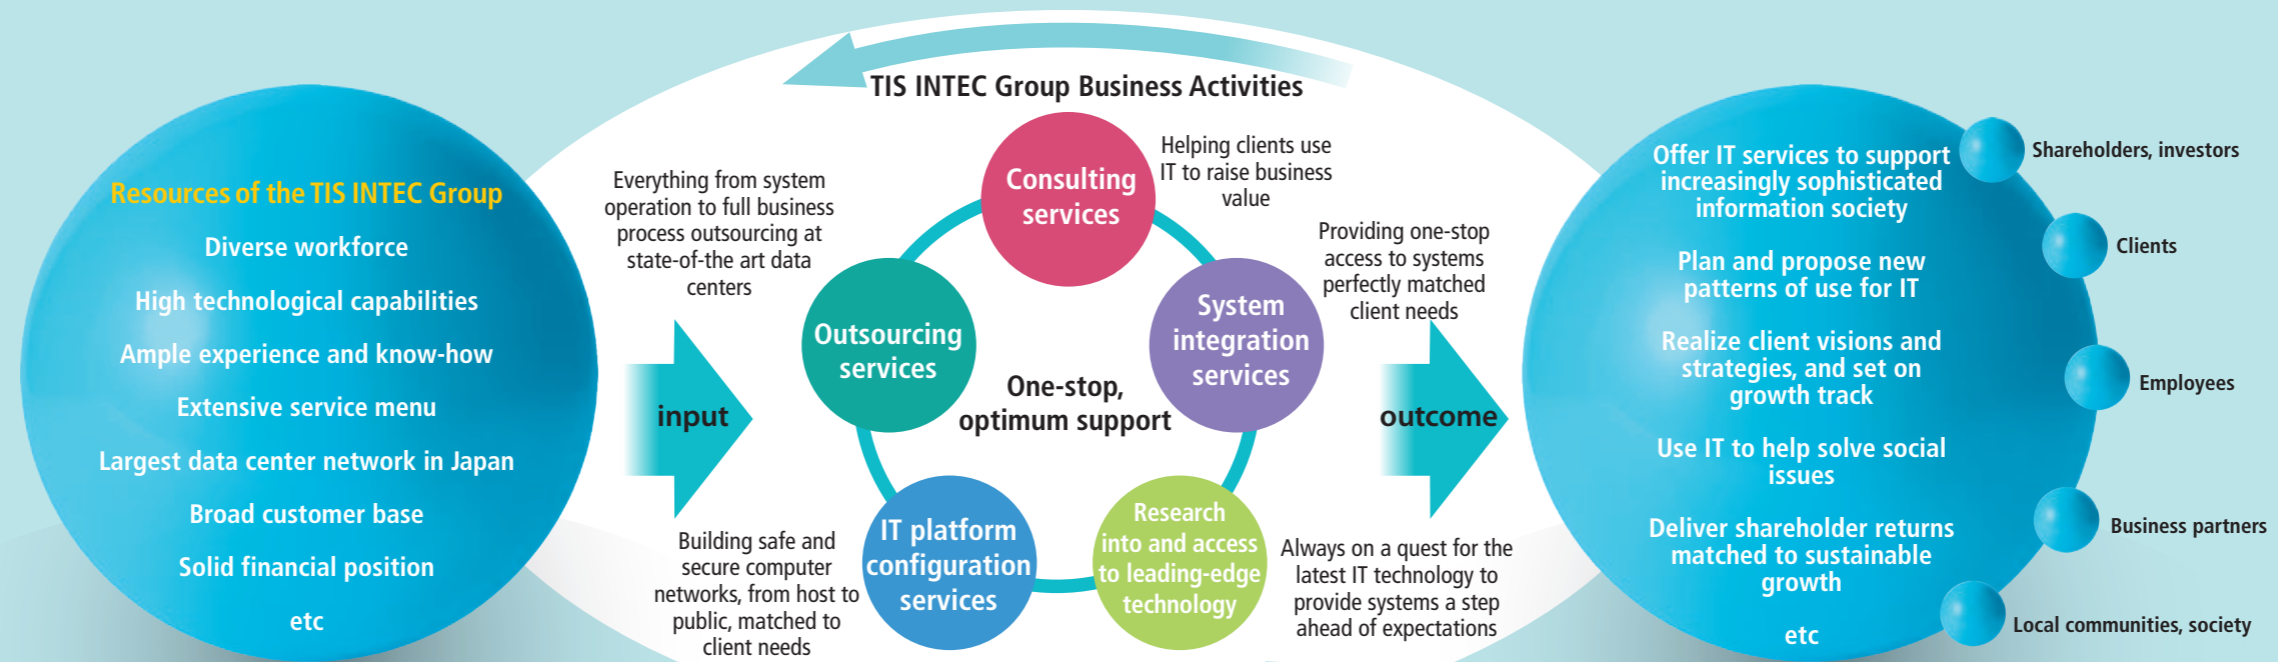 TIS INTEC Group Business Activities
Resources of the TIS INTEC Group
Diverse workforce
High technological capabilities
Ample experience and know-how
Extensive service menu
Largest data center network in Japan
Broad customer base
Solid financial position
etc
input
Everything from system
operation to full business
process outsourcing at
state-of-the art data
centers
Outsourcing
services
Consulting
services
Helping clients use
IT to raise business
value
System
integration
services
Providing one-stop
access to systems
perfectly matched
client needs
One-stop,
optimum support
Building safe and
secure computer
networks, from host to
public, matched to
client needs
IT platform
configuration
services
Research
into and access
to leading-edge
technology
Always on a quest for the
latest IT technology to
provide systems a step
ahead of expectations
outcome
Offer IT services to support
increasingly sophisticated
information society
Plan and propose new
patterns of use for IT
Realize client visions and
strategies, and set on
growth track
Use IT to help solve social
issues
Deliver shareholder returns
matched to sustainable
growth
etc
Shareholders, investors
Clients
Employees
Business partners
Local communities, society